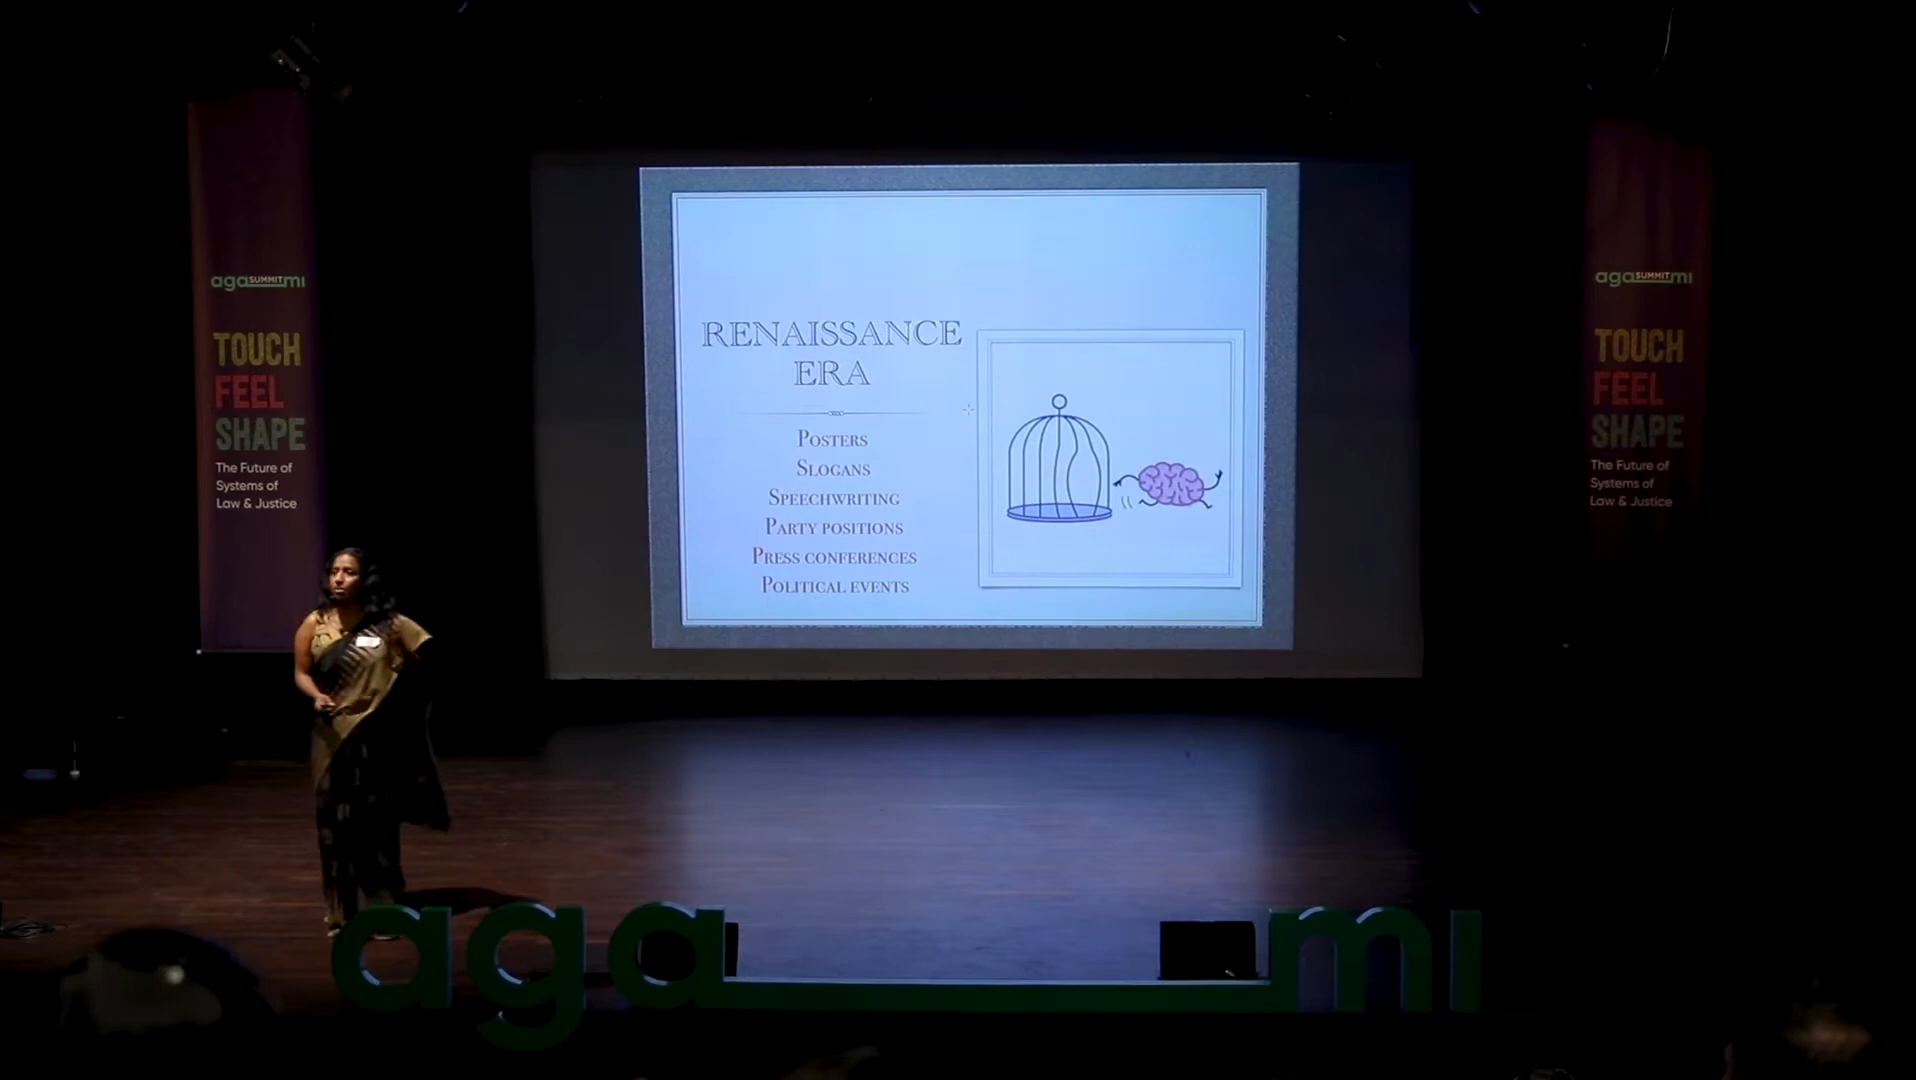 agaSUMMITmi
TOUCH
FEEL
SHAPE
The Future of
Systems of
Law & Justice
RENAISSANCE
ERA
POSTERS
SLOGANS
SPEECHWRITING
PARTY POSITIONS
PRESS CONFERENCES
POLITICAL EVENTS
agaSUMMITmi
TOUCH
FEEL
SHAPE
The Future of
Systems of
Law & Justice
aga mi